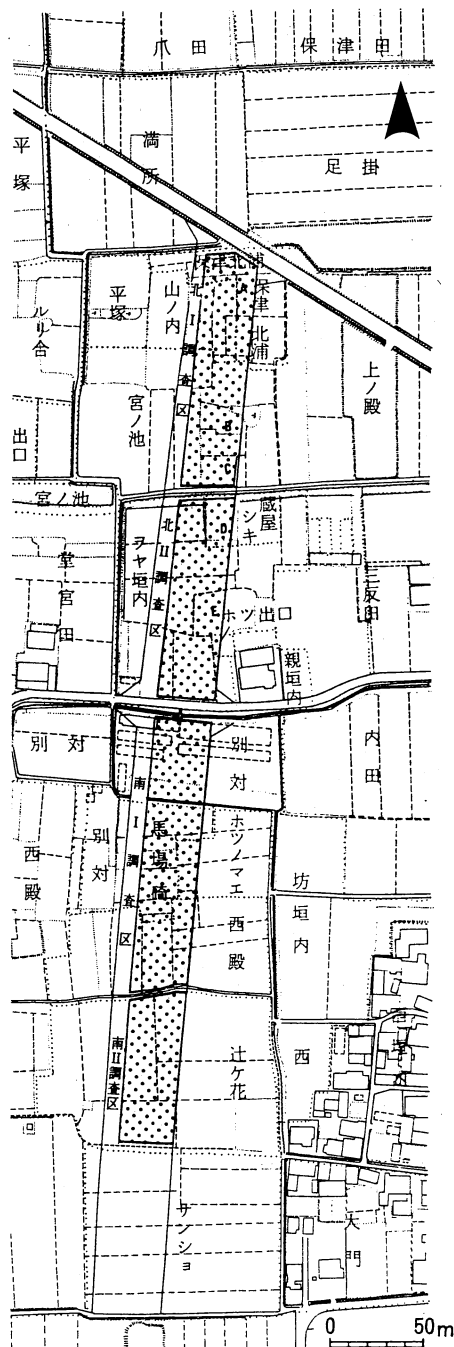 爪田
保津田
平塚
満所
足掛
保津北浦
平塚
山ノ内
北I調査区
A
保津北浦
ルリ合
上ノ殿
宮ノ池
B
出口
C
宮ノ池
ヲヤ垣内
北II調査区
D
蔵屋シキ
堂宮田
三反田
E
ホツ出口
親垣内
別対
別対
内田
南I調査区
馬場崎
別対
ホツノマエ
西殿
西殿
坊垣内
南II調査区
辻ケ花
西
サンショ
大門
0
50m